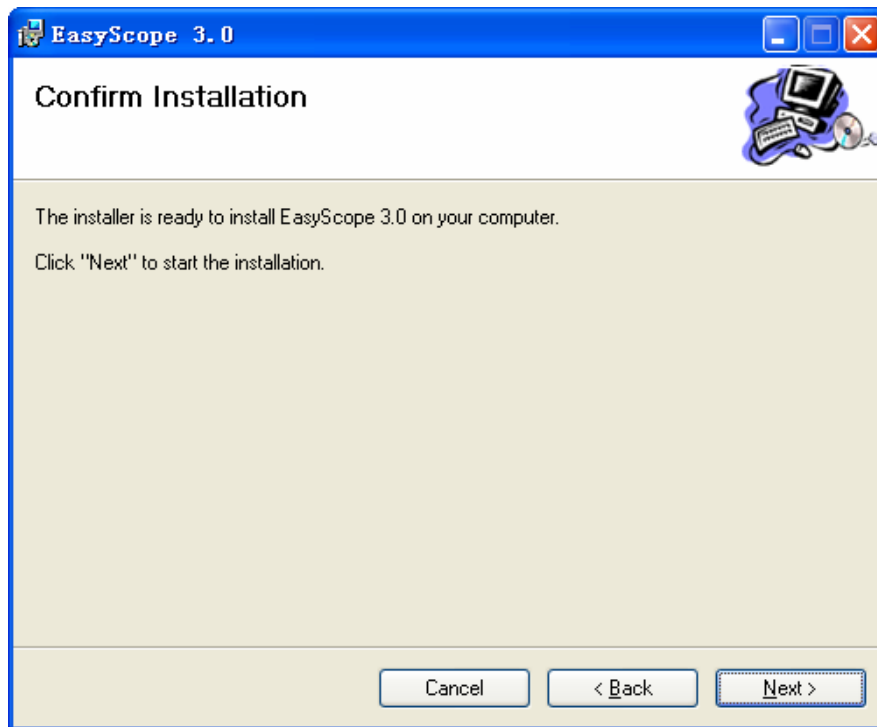 EasyScope 3.0
Confirm Installation
The installer is ready to install EasyScope 3.0 on your computer.
Click "Next" to start the installation.
Cancel
< Back
Next >